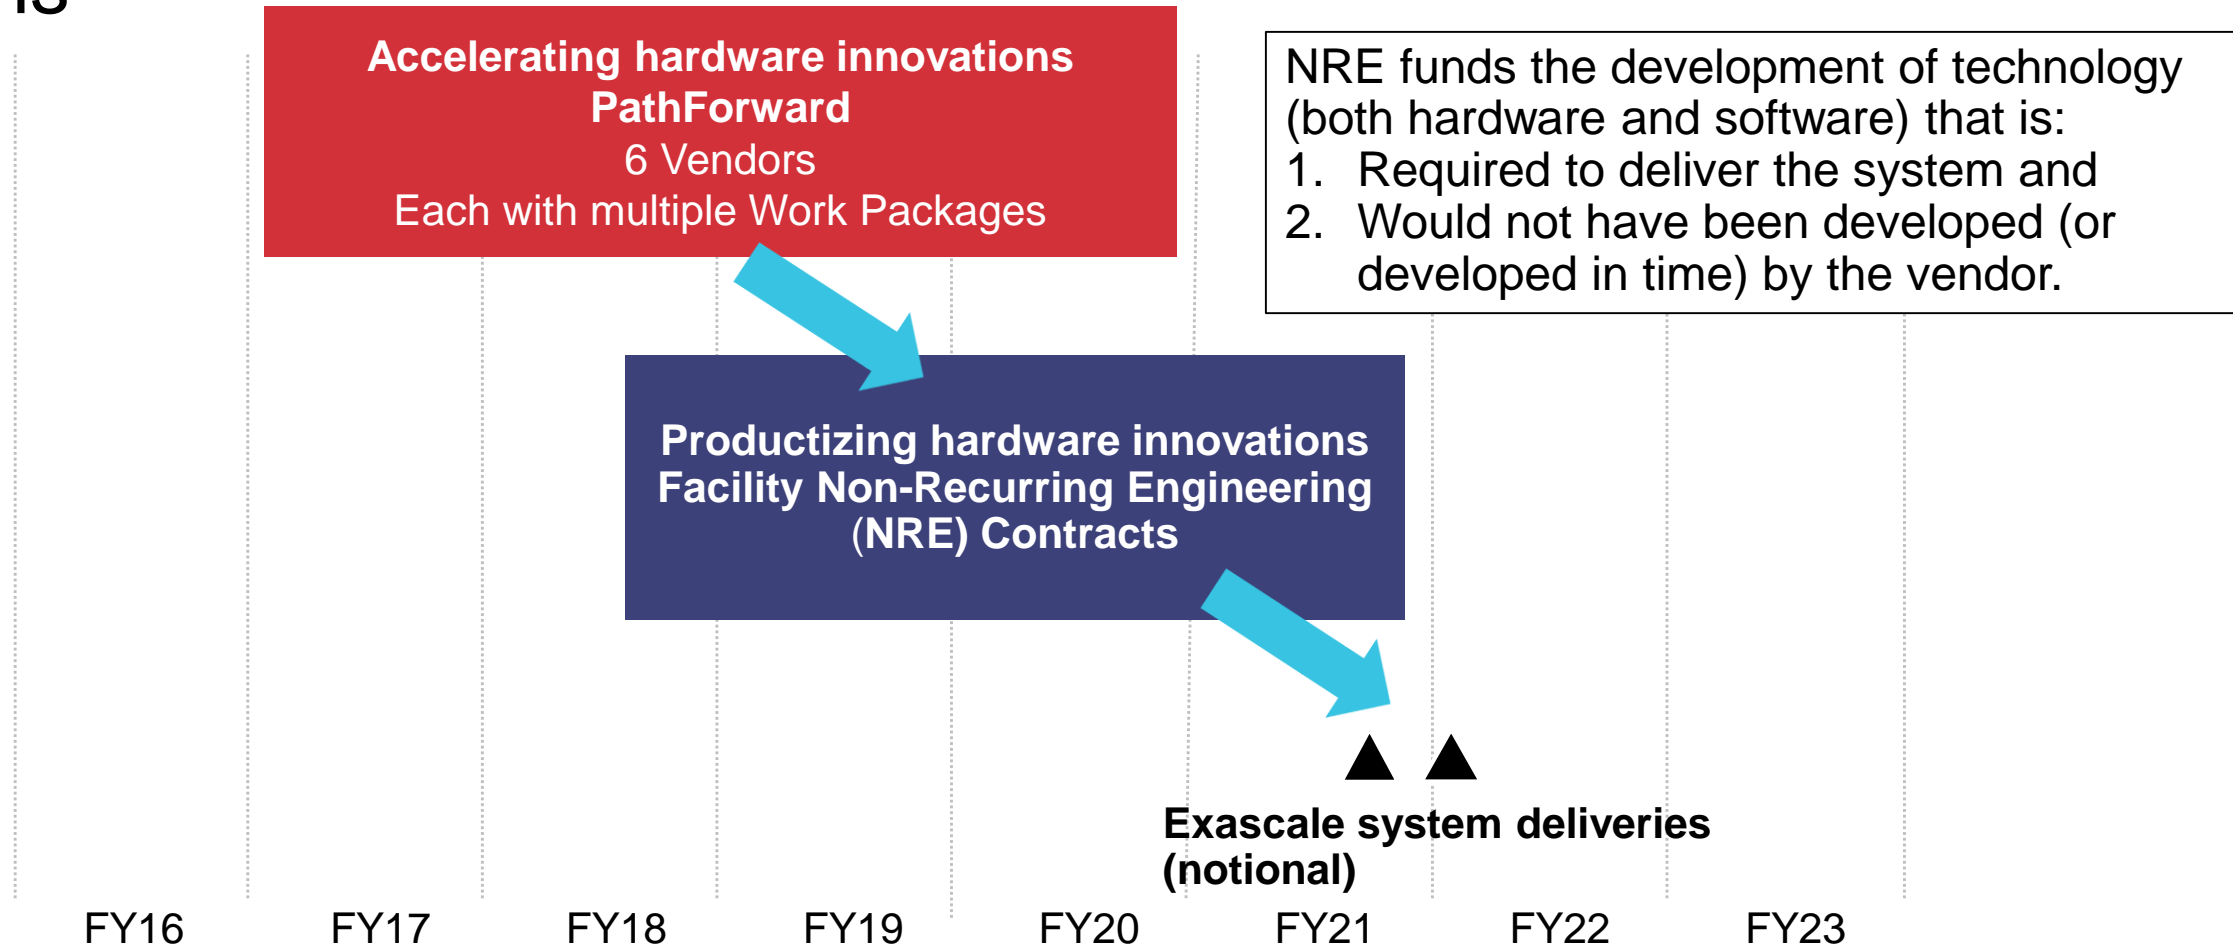 Accelerating hardware innovations
PathForward
6 Vendors
Each with multiple Work Packages
NRE funds the development of technology
(both hardware and software) that is:
1. Required to deliver the system and
2. Would not have been developed (or
developed in time) by the vendor.
Productizing hardware innovations
Facility Non-Recurring Engineering
(NRE) Contracts
Exascale system deliveries
(notional)
FY16 FY17 FY18 FY19 FY20 FY21 FY22 FY23